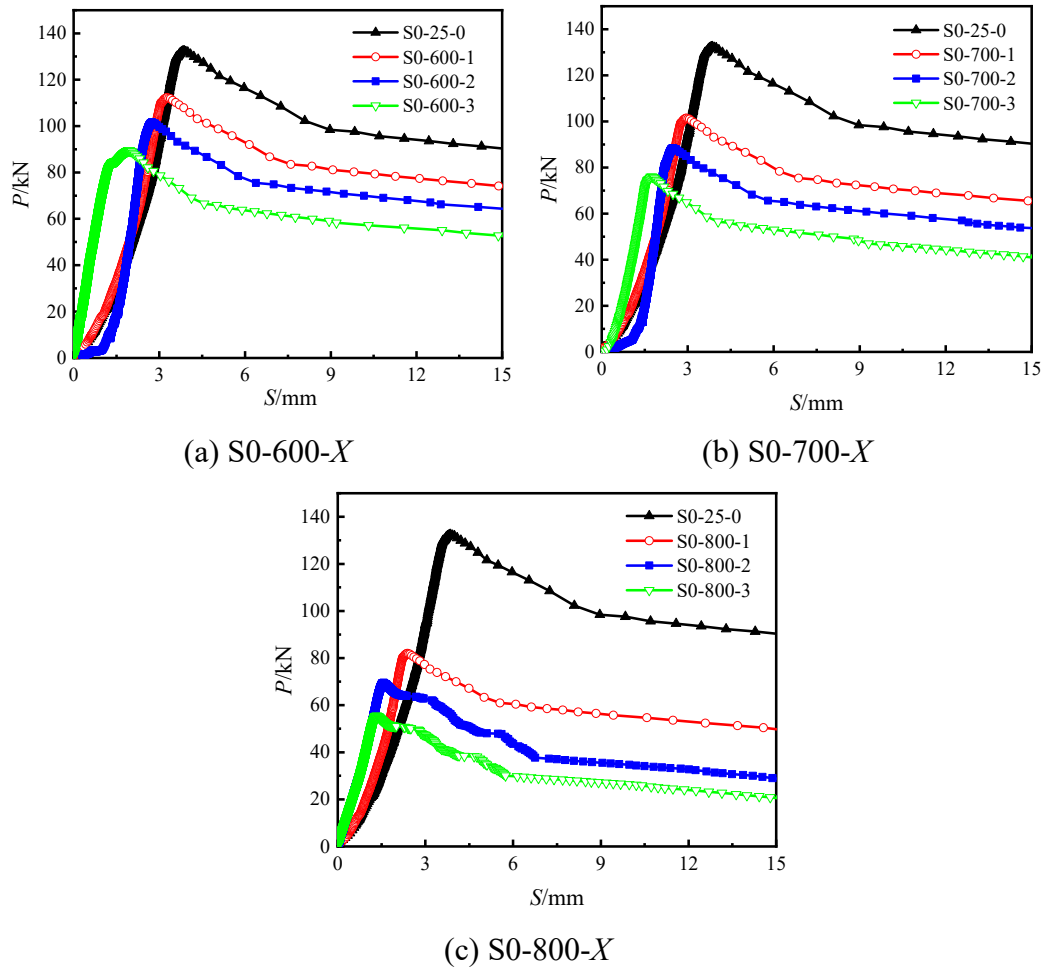 140
120
100
80
60
40
20
0
P/kN
0 3 6 9 12 15
S/mm
S0-25-0
S0-600-1
S0-600-2
S0-600-3
(a) S0-600-X
140
120
100
80
60
40
20
0
P/kN
0 3 6 9 12 15
S/mm
S0-25-0
S0-700-1
S0-700-2
S0-700-3
(b) S0-700-X
140
120
100
80
60
40
20
0
P/kN
0 3 6 9 12 15
S/mm
S0-25-0
S0-800-1
S0-800-2
S0-800-3
(c) S0-800-X